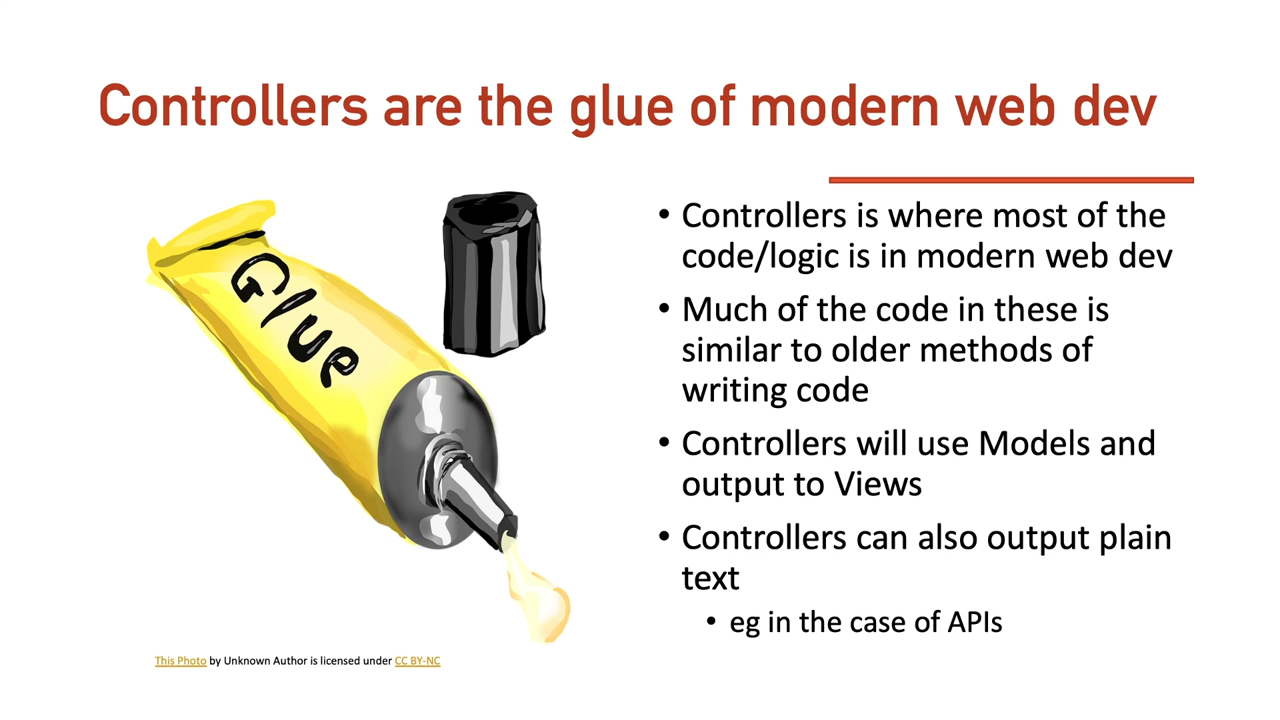 Controllers are the glue of modern web dev
Glue
• Controllers is where most of the
code/logic is in modern web dev
• Much of the code in these is
similar to older methods of
writing code
• Controllers will use Models and
output to Views
• Controllers can also output plain
text
• eg in the case of APIs
This Photo by Unknown Author is licensed under CC BY-NC